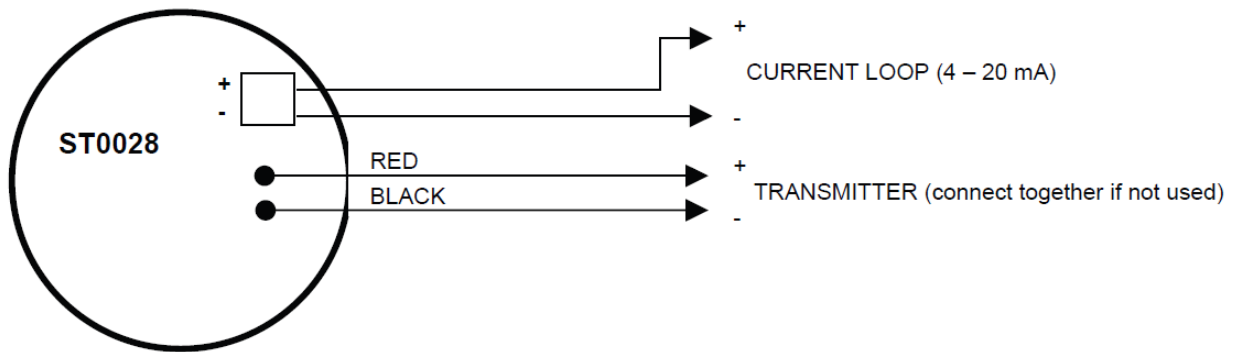 +
CURRENT LOOP (4 – 20 mA)
-
+
-
ST0028
RED
BLACK
+
TRANSMITTER (connect together if not used)
-